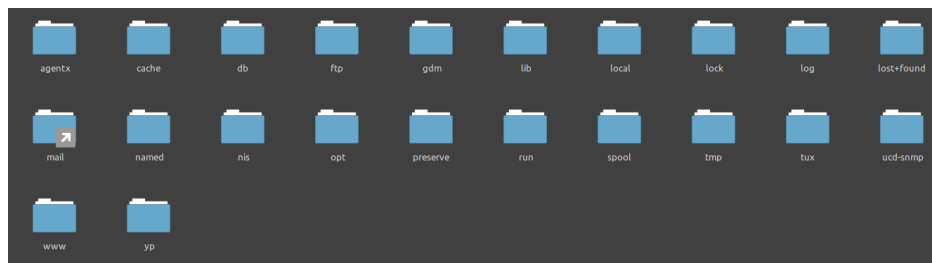 agentx cache db ftp gdm lib local lock log lost+found
mail named nis opt preserve run spool tmp tux ucd-snmp
www yp